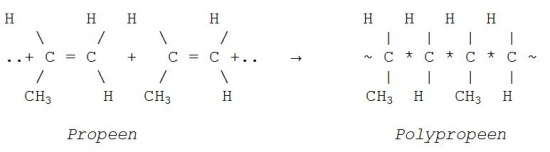 H H H H H H H H
\ / \ / | | | |
..+ C = C + C = C +.. → ~ C * C * C * C ~
/ \ / \ | | | |
CH₃ H CH₃ H CH₃ H CH₃ H
Propeen Polypropeen